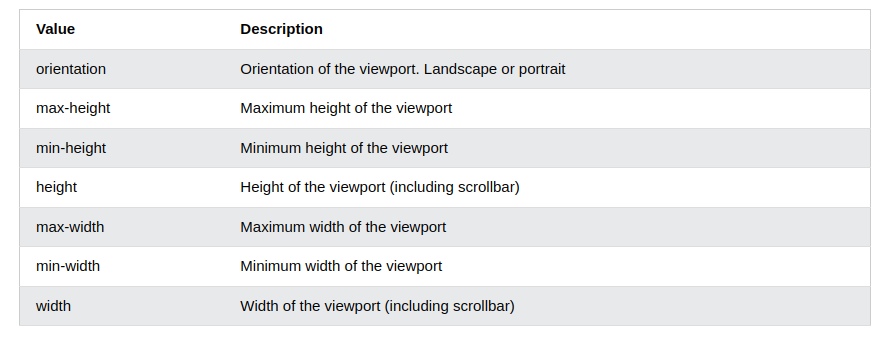 Value Description
orientation Orientation of the viewport. Landscape or portrait
max-height Maximum height of the viewport
min-height Minimum height of the viewport
height Height of the viewport (including scrollbar)
max-width Maximum width of the viewport
min-width Minimum width of the viewport
width Width of the viewport (including scrollbar)